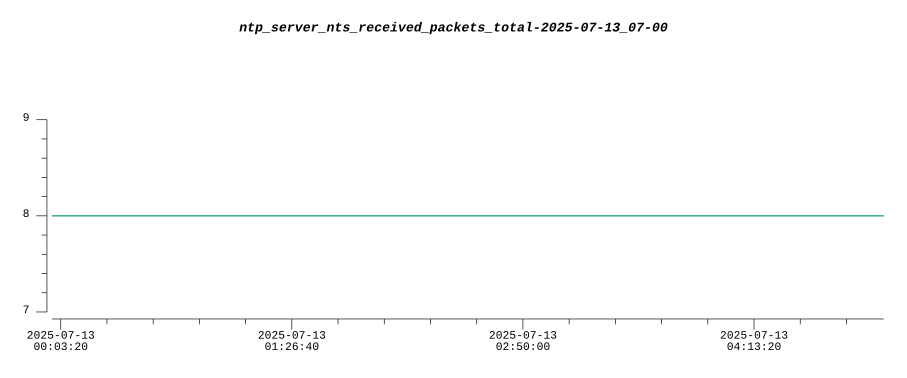 ntp_server_nts_received_packets_total-2025-07-13_07-00
9
8
7
2025-07-13 2025-07-13 2025-07-13 2025-07-13
00:03:20 01:26:40 02:50:00 04:13:20